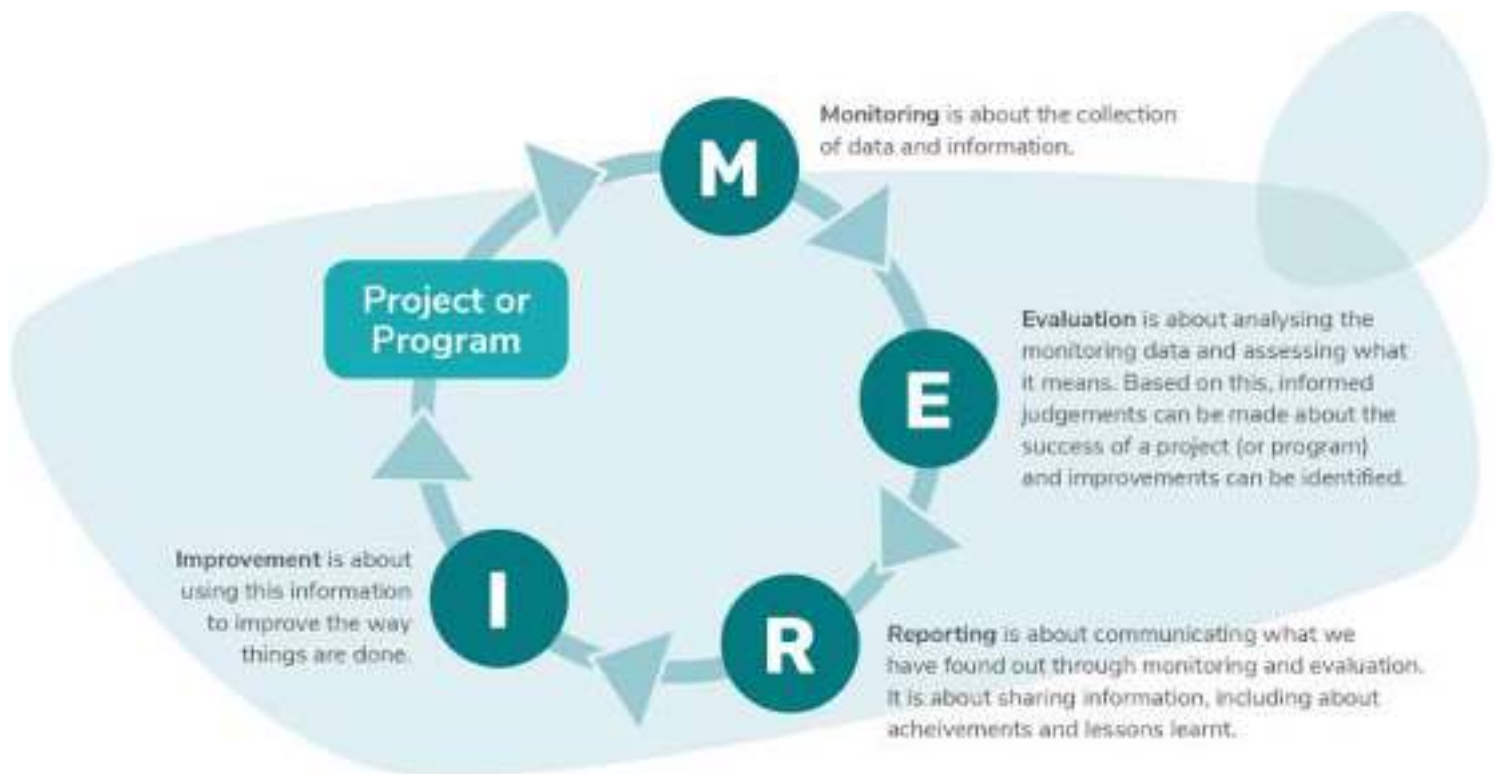 M
Monitoring is about the collection
of data and information.
Project or
Program
E
Evaluation is about analysing the
monitoring data and assessing what
it means. Based on this, informed
judgements can be made about the
success of a project (or program)
and improvements can be identified.
R
Reporting is about communicating what we
have found out through monitoring and evaluation.
It is about sharing information, including about
acheivements and lessons learnt.
I
Improvement is about
using this information
to improve the way
things are done.